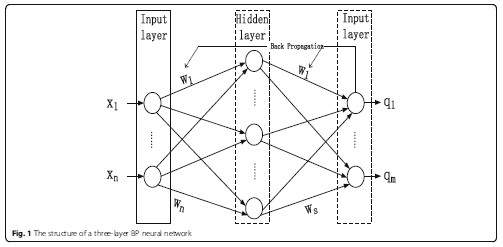 Input
layer
Hidden
layer
Input
layer
Back Propagation
W1
W1
X1
q1
Xn
qm
Wn
Ws
Fig. 1 The structure of a three-layer BP neural network